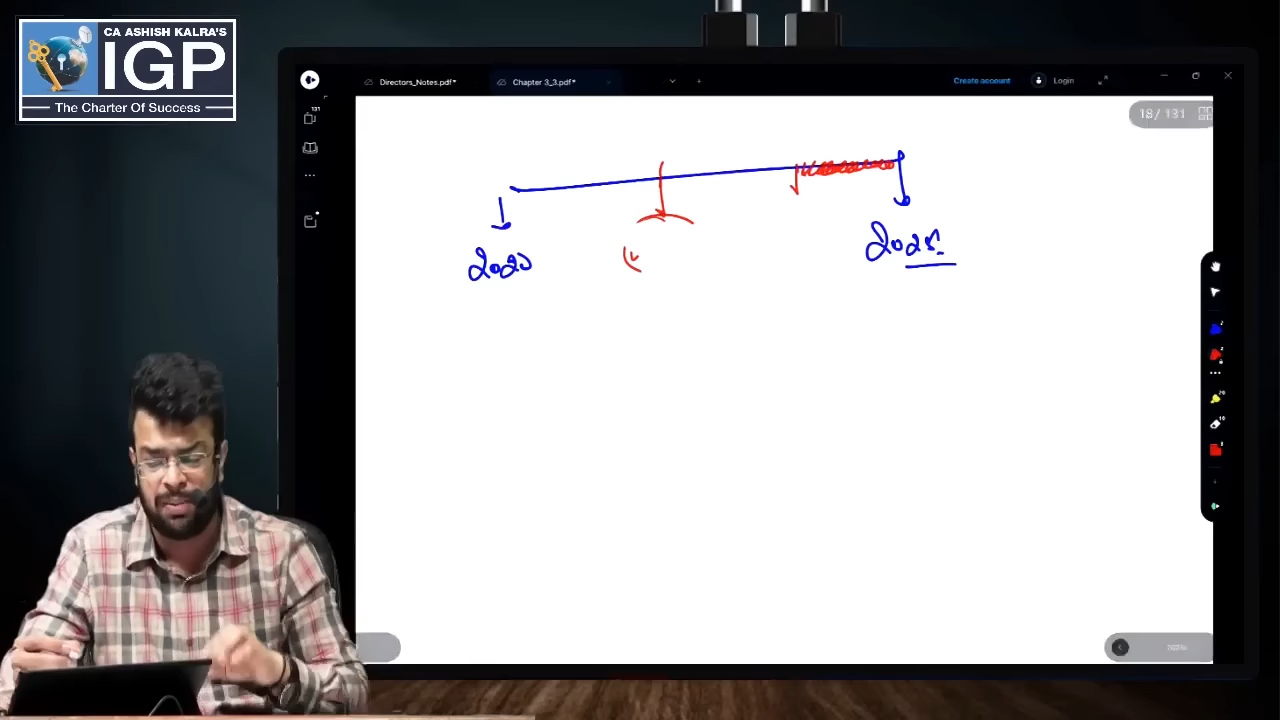 CA ASHISH KALRA'S
IGP
The Charter Of Success
Directors_Notes.pdf*
Chapter 3_3.pdf*
Create account
Login
131
18 / 131
2020
2025